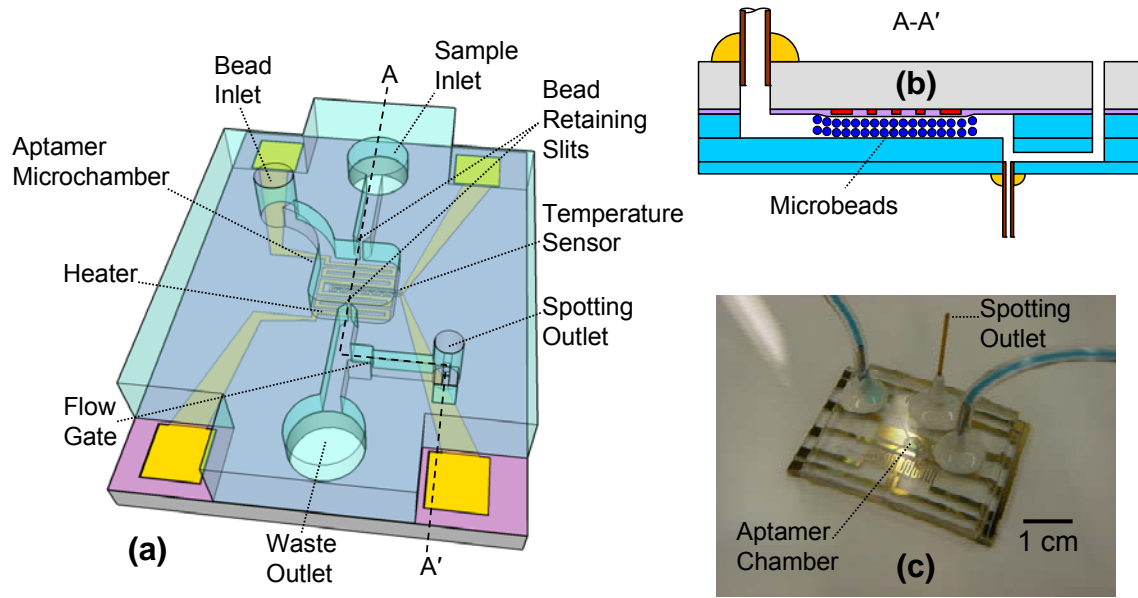 Bead
Inlet
A
Sample
Inlet
Bead
Retaining
Slits
Aptamer
Microchamber
Temperature
Sensor
Heater
Spotting
Outlet
Flow
Gate
Waste
Outlet
(a)
A′
A-A′
(b)
Microbeads
Spotting
Outlet
Aptamer
Chamber
(c)
1 cm